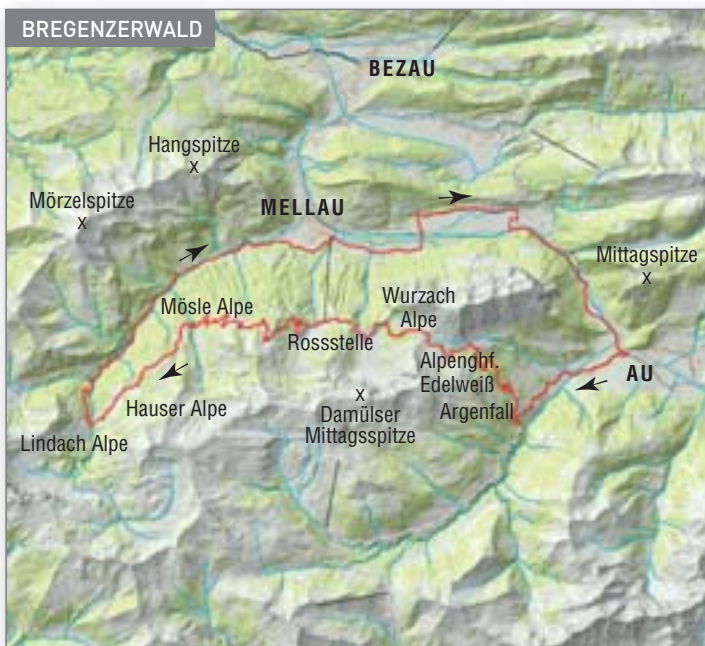 BREGENZERWALD
BEZAU
Hangspitze
x
Mörzelspitze
x
MELLAU
Mittagspitze
x
Mösle Alpe
Wurzach
Alpe
Rossstelle
Alpenghf.
Edelweiß
AU
x
Damülser
Mittagsspitze
Argenfall
Hauser Alpe
Lindach Alpe